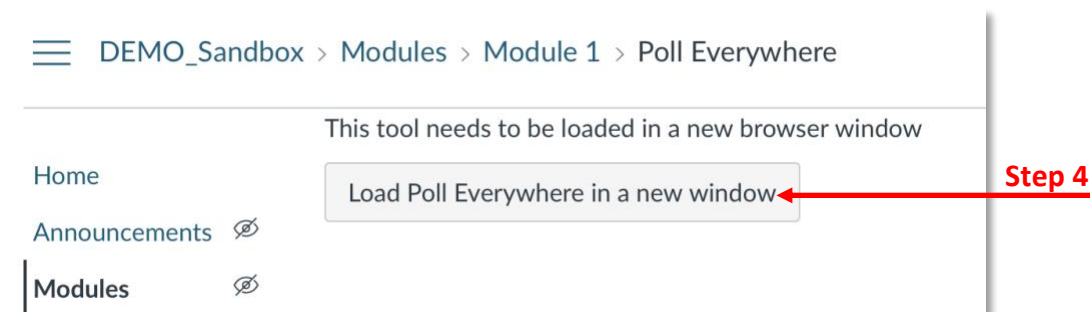 DEMO_Sandbox > Modules > Module 1 > Poll Everywhere
This tool needs to be loaded in a new browser window
Home
Load Poll Everywhere in a new window
Step 4
Announcements
Modules